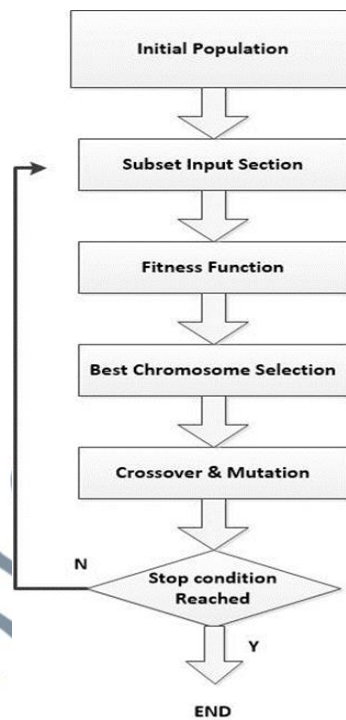 Initial Population
Subset Input Section
Fitness Function
Best Chromosome Selection
Crossover & Mutation
N
Stop condition
Reached
Y
END